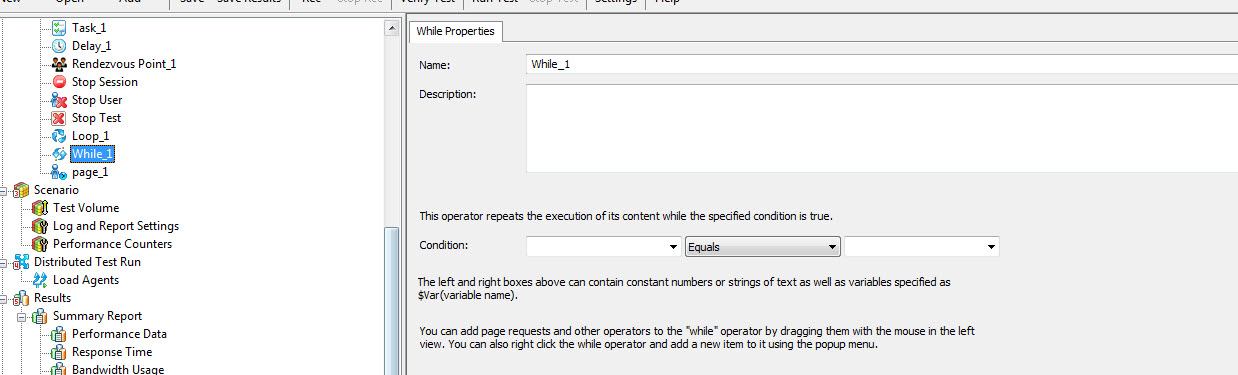 New Open Add Save Save Results Rec Stop Rec Verify Test Run Test Stop Test Settings Help
Task_1
Delay_1
Rendezvous Point_1
Stop Session
Stop User
Stop Test
Loop_1
While_1
page_1
Scenario
Test Volume
Log and Report Settings
Performance Counters
Distributed Test Run
Load Agents
Results
Summary Report
Performance Data
Response Time
Bandwidth Usage
While Properties
Name: While_1
Description:
This operator repeats the execution of its content while the specified condition is true.
Condition: Equals
The left and right boxes above can contain constant numbers or strings of text as well as variables specified as
$Var(variable name).
You can add page requests and other operators to the "while" operator by dragging them with the mouse in the left
view. You can also right click the while operator and add a new item to it using the popup menu.